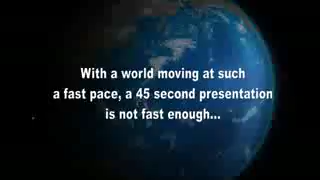 With a world moving at such
a fast pace, a 45 second presentation
is not fast enough...